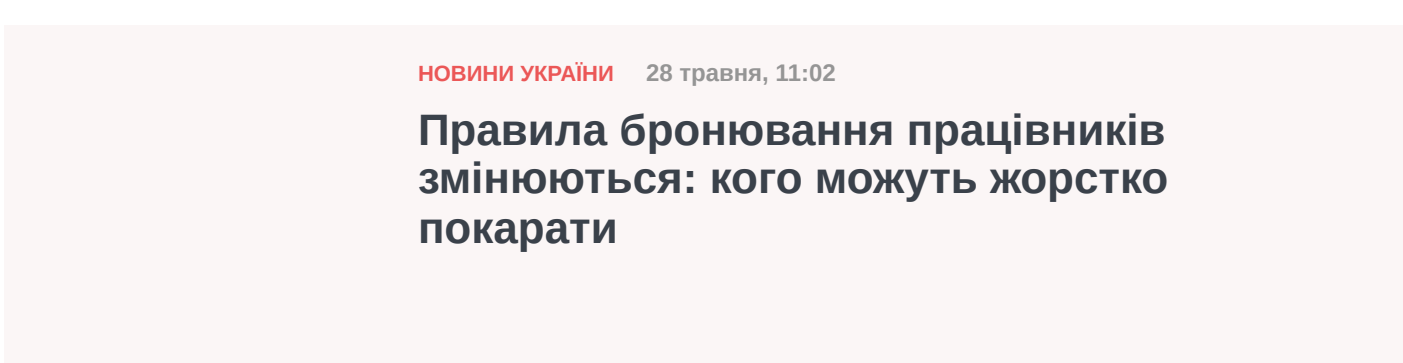 НОВИНИ УКРАЇНИ 28 травня, 11:02
Правила бронювання працівників
змінюються: кого можуть жорстко
покарати